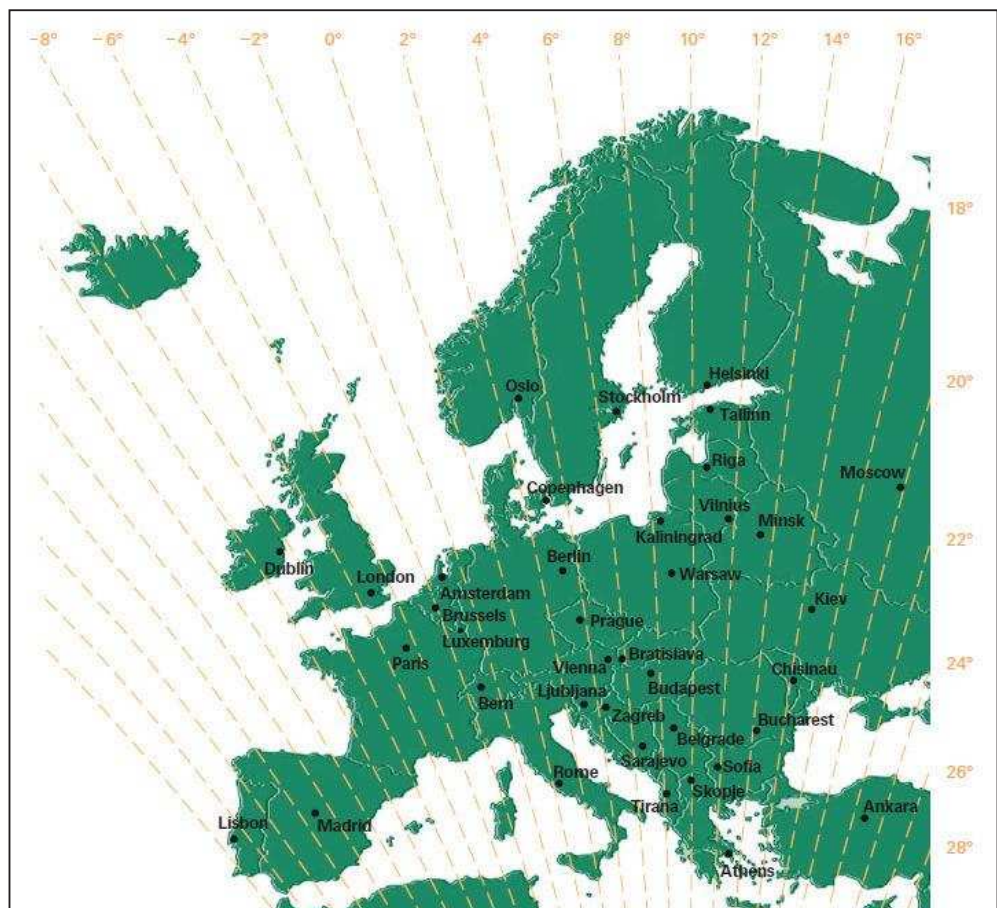 -8° -6° -4° -2° 0° 2° 4° 6° 8° 10° 12° 14° 16°
18°
20°
22°
24°
26°
28°
Helsinki
Oslo
Stockholm
Tallinn
Riga
Moscow
Copenhagen
Vilnius
Minsk
Kaliningrad
Berlin
Dublin
London
Warsaw
Amsterdam
Kiev
Brussels
Prague
Luxemburg
Paris
Vienna
Bratislava
Chisinau
Ljubljana
Budapest
Bern
Zagreb
Bucharest
Belgrade
Sarajevo
Sofia
Rome
Skopje
Tirana
Ankara
Lisbon
Madrid
Athens